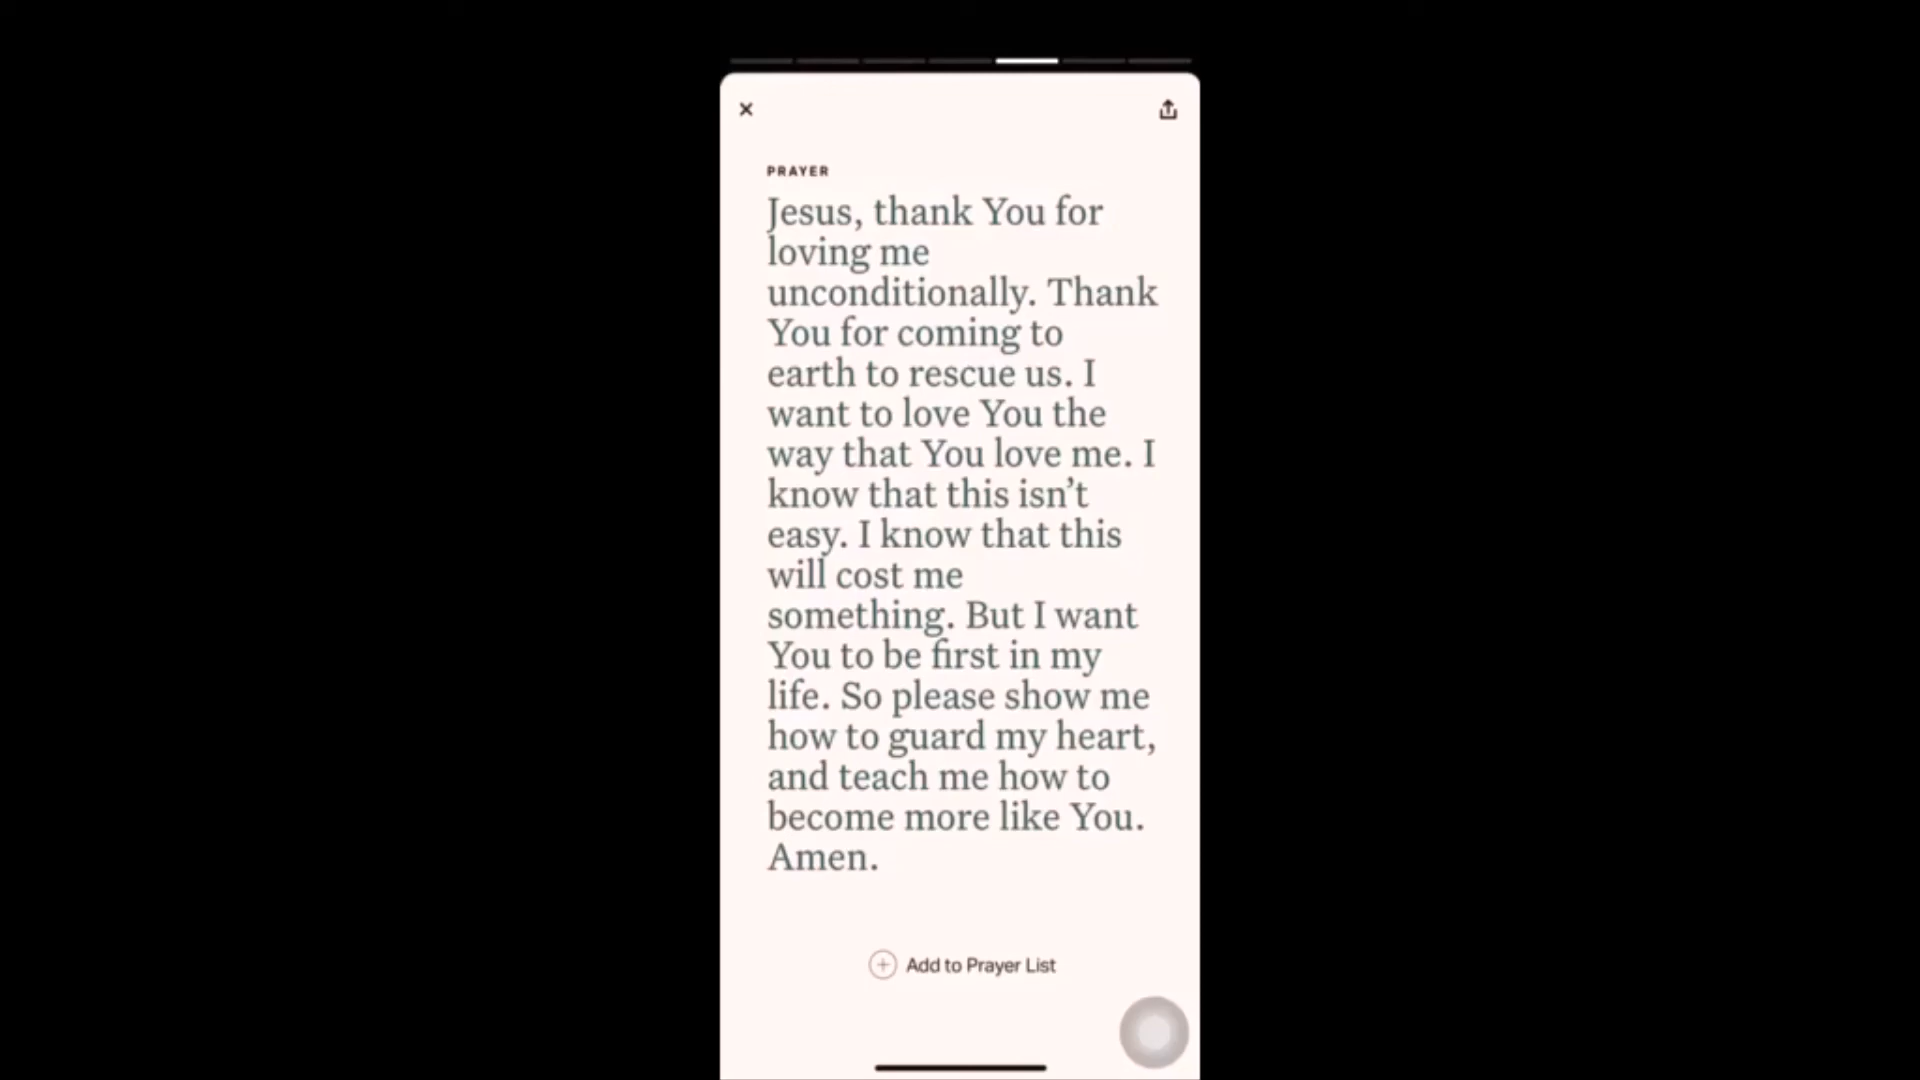 PRAYER
Jesus, thank You for
loving me
unconditionally. Thank
You for coming to
earth to rescue us. I
want to love You the
way that You love me. I
know that this isn’t
easy. I know that this
will cost me
something. But I want
You to be first in my
life. So please show me
how to guard my heart,
and teach me how to
become more like You.
Amen.
Add to Prayer List